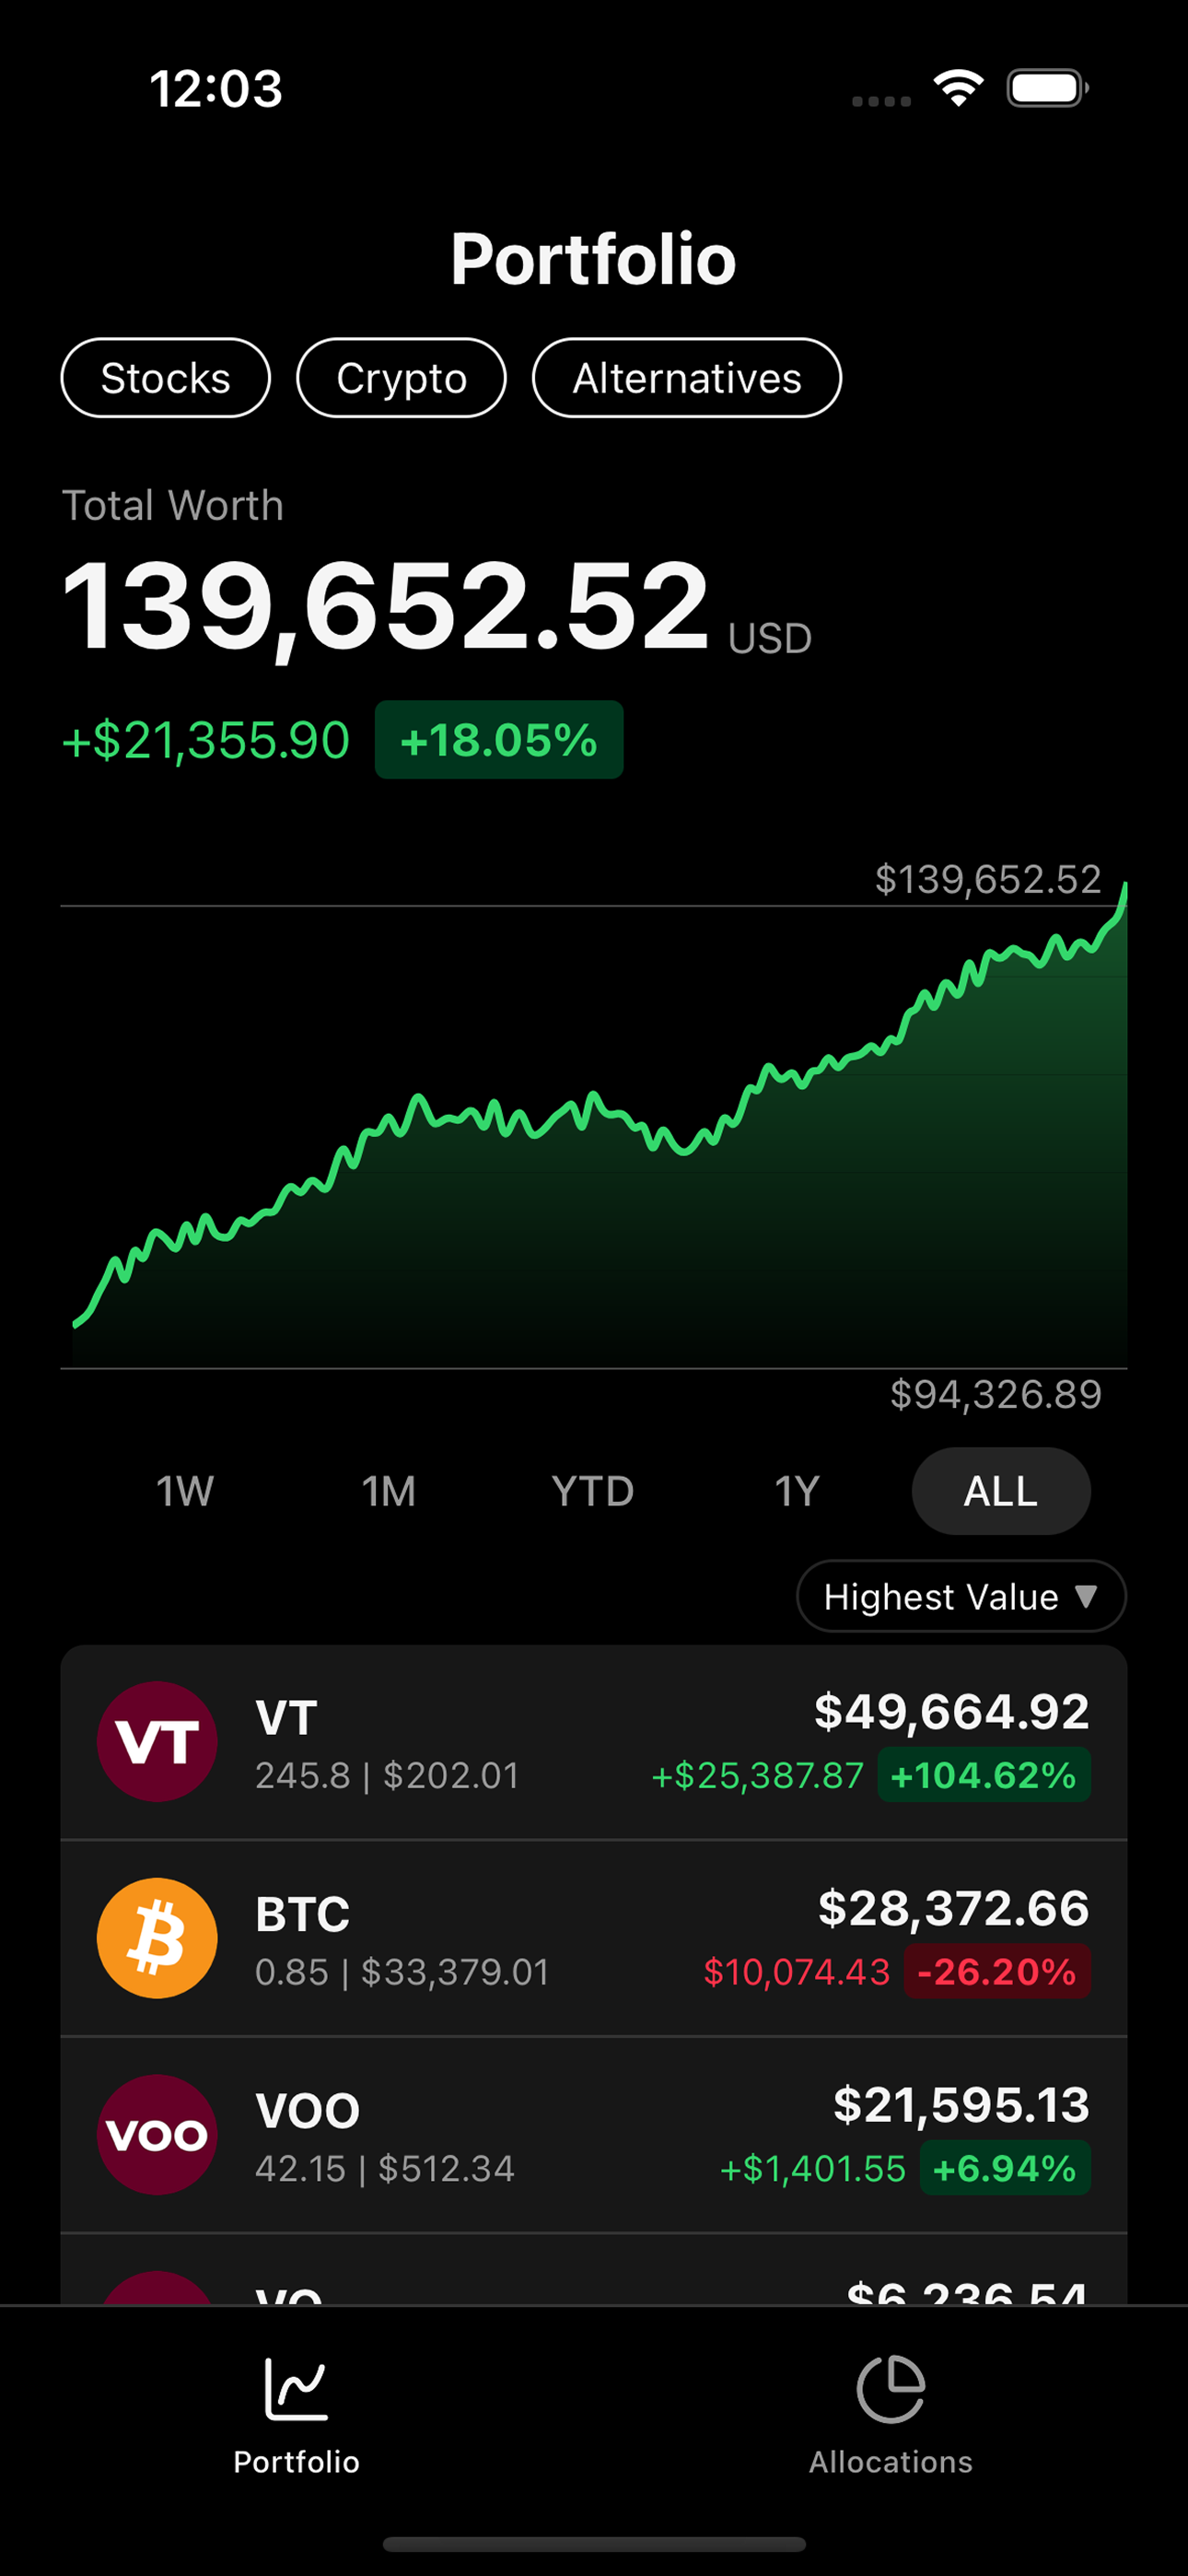 12:03
Portfolio
Stocks Crypto Alternatives
Total Worth
139,652.52 USD
+$21,355.90 +18.05%
$139,652.52
$94,326.89
1W 1M YTD 1Y ALL
Highest Value ▼
VT VT $49,664.92
245.8 | $202.01 +$25,387.87 +104.62%
BTC $28,372.66
0.85 | $33,379.01 $10,074.43 -26.20%
VOO VOO $21,595.13
42.15 | $512.34 +$1,401.55 +6.94%
VO $6,236.54
Portfolio Allocations